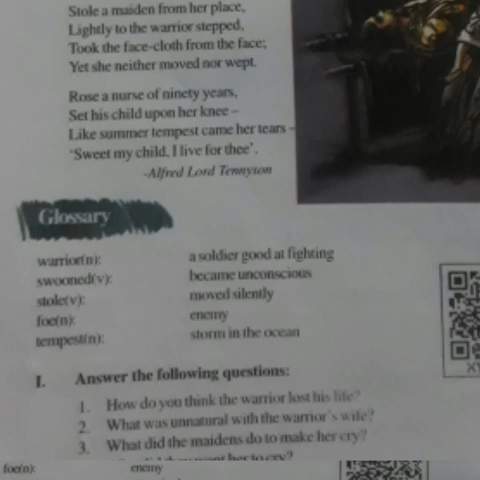 Stole a maiden from her place,
Lightly to the warrior stepped,
Took the face-cloth from the face;
Yet she neither moved nor wept.
Rose a nurse of ninety years,
Set his child upon her knee –
Like summer tempest came her tears –
'Sweet my child, I live for thee'.
-Alfred Lord Tennyson
Glossary
warrior(n): a soldier good at fighting
swooned(v): became unconscious
stole(v): moved silently
foe(n): enemy
tempest(n): storm in the ocean
I. Answer the following questions:
1. How do you think the warrior lost his life?
2. What was unnatural with the warrior's wife?
3. What did the maidens do to make her cry?
her to cry?
foe(n): enemy